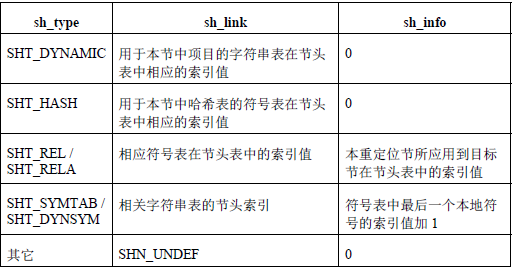 sh_type sh_link sh_info
SHT_DYNAMIC 用于本节中项目的字符串表在节头 0
表中相应的索引值
SHT_HASH 用于本节中哈希表的符号表在节头 0
表中相应的索引值
SHT_REL / 相应符号表在节头表中的索引值 本重定位节所应用到目标
SHT_RELA 节在节头表中的索引值
SHT_SYMTAB / 相关字符串表的节头索引 符号表中最后一个本地符
SHT_DYNSYM 号的索引值加 1
其它 SHN_UNDEF 0